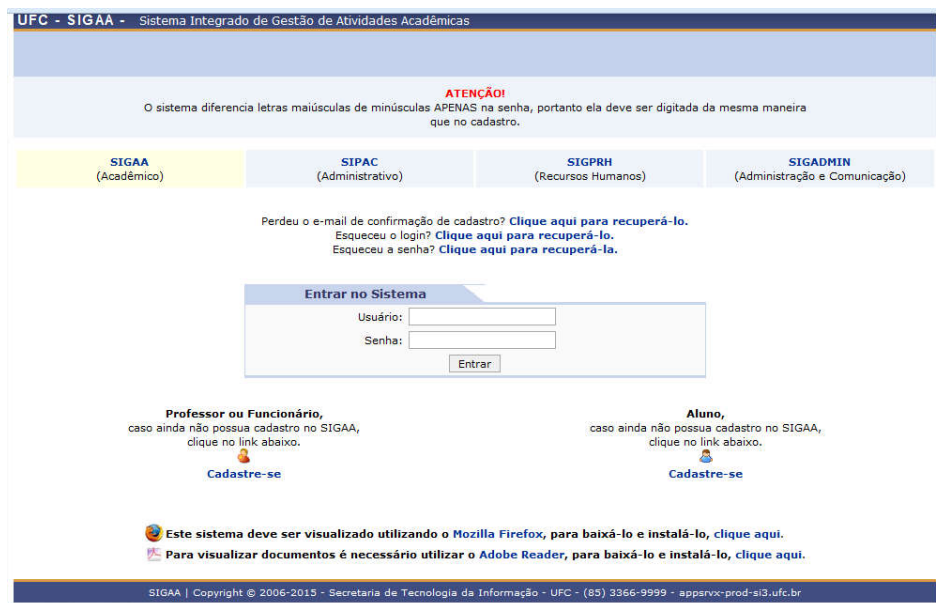 UFC - SIGAA - Sistema Integrado de Gestão de Atividades Acadêmicas
ATENÇÃO!
O sistema diferencia letras maiúsculas de minúsculas APENAS na senha, portanto ela deve ser digitada da mesma maneira
que no cadastro.
SIGAA SIPAC SIGPRH SIGADMIN
(Acadêmico) (Administrativo) (Recursos Humanos) (Administração e Comunicação)
Perdeu o e-mail de confirmação de cadastro? Clique aqui para recuperá-lo.
Esqueceu o login? Clique aqui para recuperá-lo.
Esqueceu a senha? Clique aqui para recuperá-la.
Entrar no Sistema
Usuário:
Senha:
Entrar
Professor ou Funcionário,
caso ainda não possua cadastro no SIGAA,
clique no link abaixo.
Cadastre-se
Aluno,
caso ainda não possua cadastro no SIGAA,
clique no link abaixo.
Cadastre-se
Este sistema deve ser visualizado utilizando o Mozilla Firefox, para baixá-lo e instalá-lo, clique aqui.
Para visualizar documentos é necessário utilizar o Adobe Reader, para baixá-lo e instalá-lo, clique aqui.
SIGAA | Copyright © 2006-2015 - Secretaria de Tecnologia da Informação - UFC - (85) 3366-9999 - appsrvx-prod-si3.ufc.br